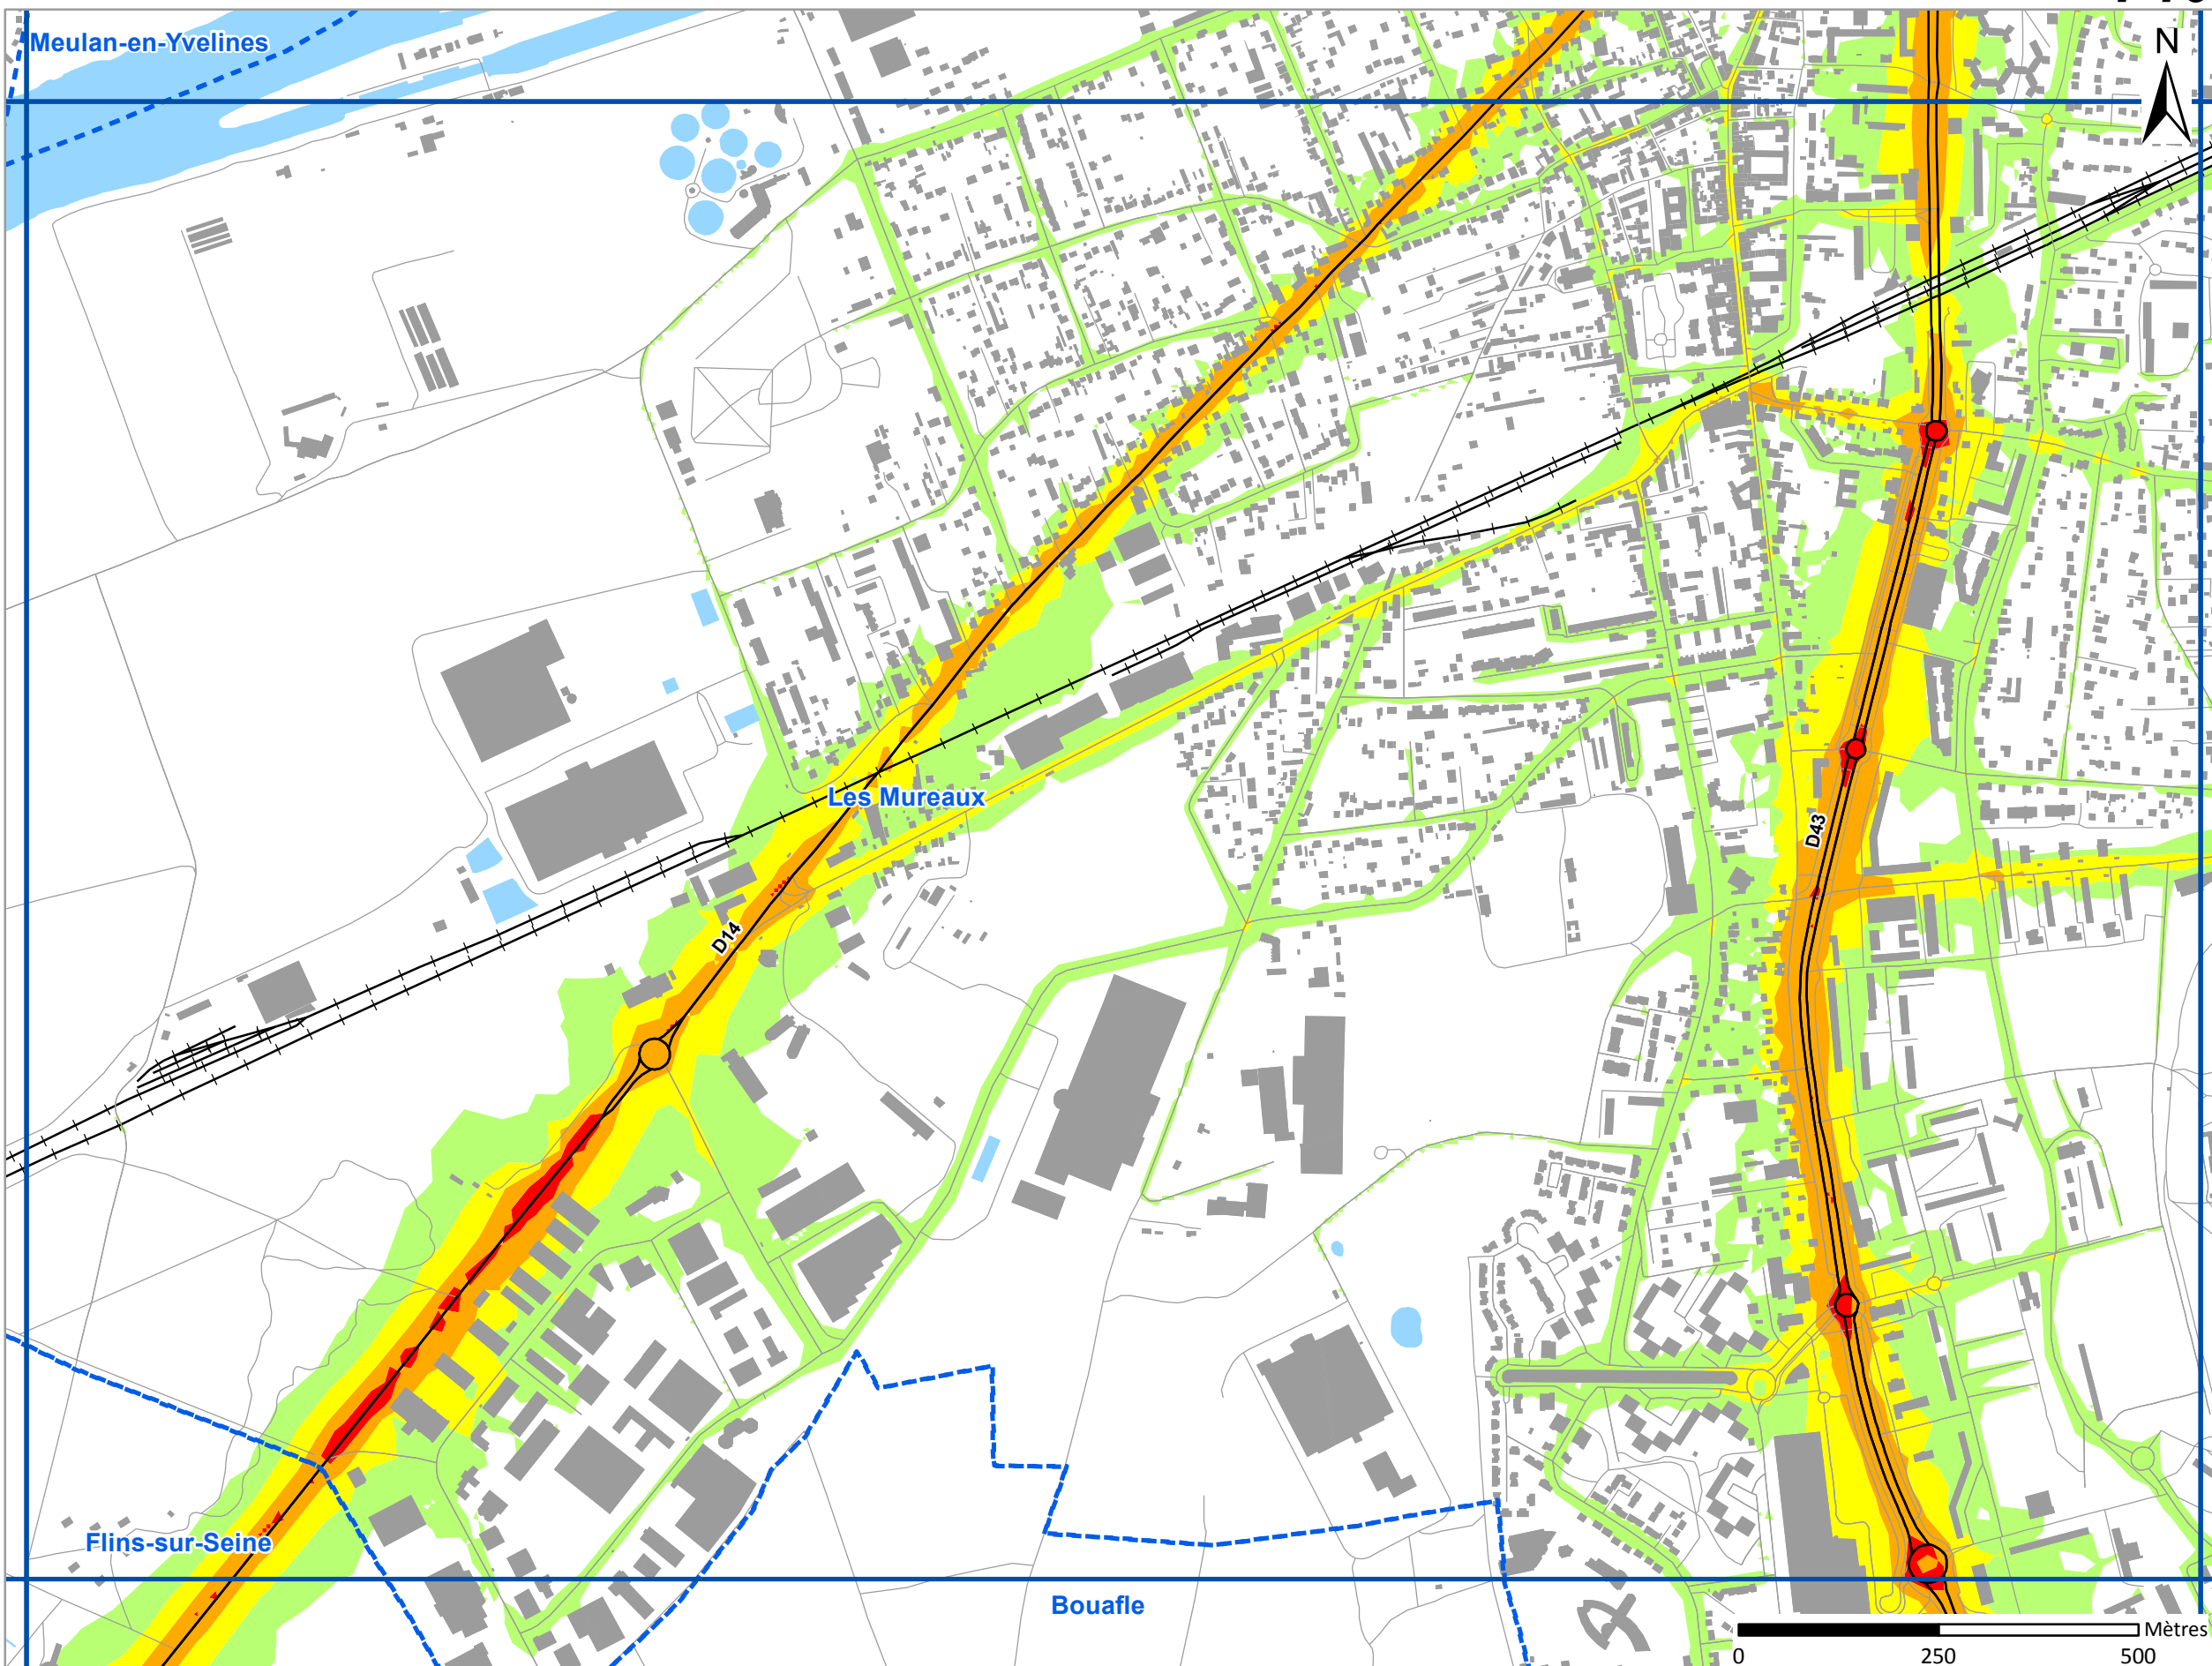 Meulan-en-Yvelines
N
Les Mureaux
D43
D14
Flins-sur-Seine
Bouafle
Mètres
0 250 500